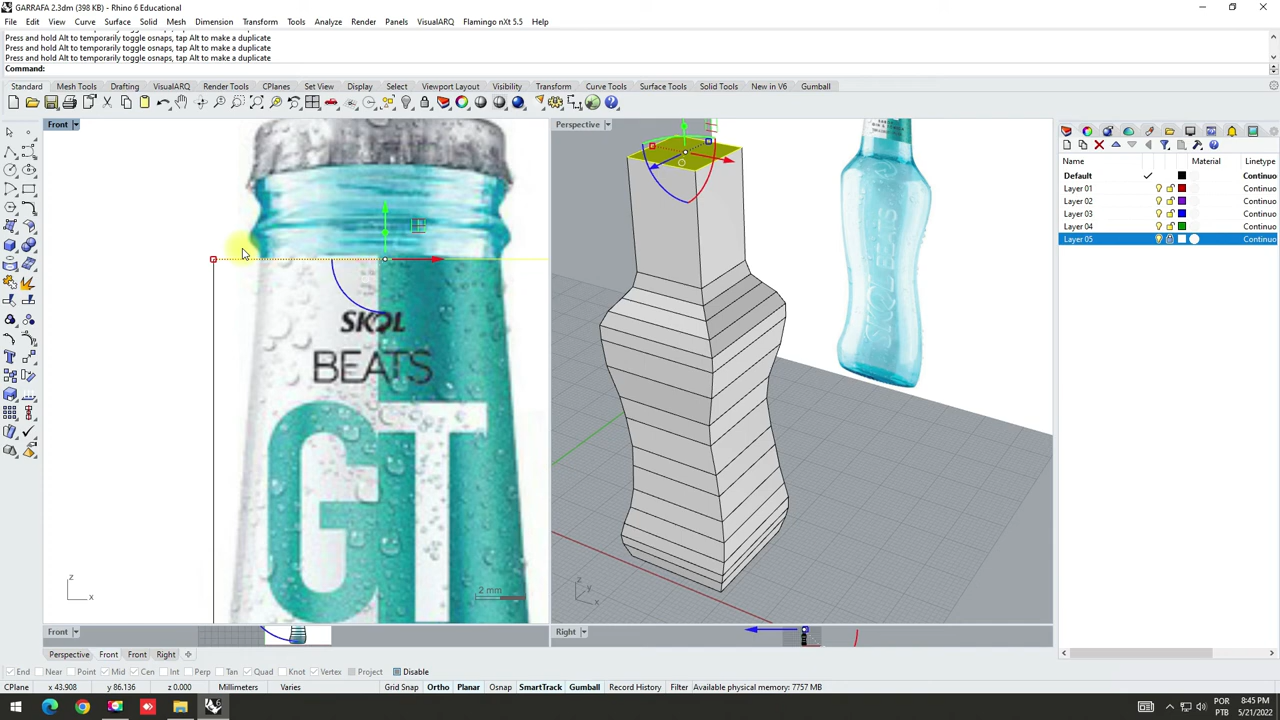 GARRAFA 2.3dm (398 KB) - Rhino 6 Educational
File Edit View Curve Surface Solid Mesh Dimension Transform Tools Analyze Render Panels VisualARQ Flamingo nXt 5.5 Help
Press and hold Alt to temporarily toggle osnaps, tap Alt to make a duplicate
Press and hold Alt to temporarily toggle osnaps, tap Alt to make a duplicate
Press and hold Alt to temporarily toggle osnaps, tap Alt to make a duplicate
Command:
Standard Mesh Tools Drafting VisualARQ Render Tools CPlanes Set View Display Select Viewport Layout Visibility Transform Curve Tools Surface Tools Solid Tools New in V6 Gumball
Front
Perspective
Name Material Linetype
Default Continuo
Layer 01 Continuo
Layer 02 Continuo
Layer 03 Continuo
Layer 04 Continuo
Layer 05 Continuo
SKOL
BEATS
GT
z
x
2 mm
z
y
x
SKOL
Front
Right
Perspective Front Front Right
End Near Point Mid Cen Int Perp Tan Quad Knot Vertex Project Disable
CPlane x 43.908 y 86.136 z 0.000 Millimeters Varies Grid Snap Ortho Planar Osnap SmartTrack Gumball Record History Filter Available physical memory: 7757 MB
POR
PTB
8:45 PM
5/21/2022